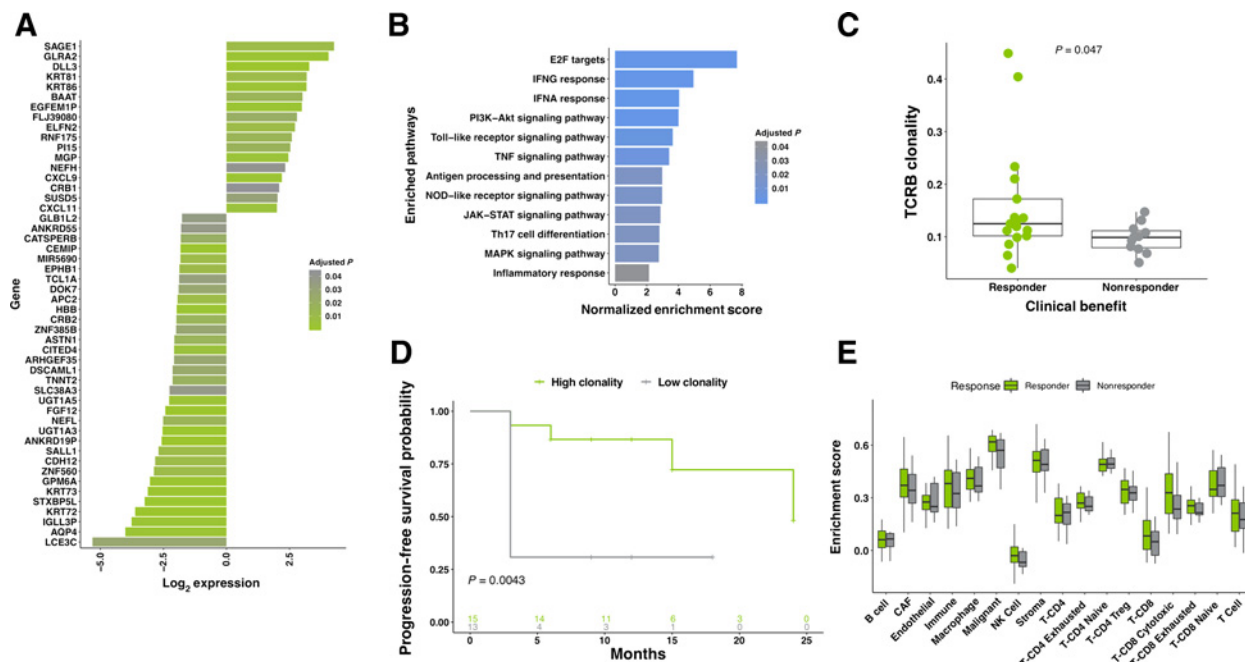 A
SAGE1
GLRA2
DLL3
KRT81
KRT86
BAAT
EGFEM1P
FLJ39080
ELFN2
RNF175
PI15
MGP
NEFH
CXCL9
CRB1
SUSD5
CXCL11
GLB1L2
ANKRD55
CATSPERB
CEMIP
MIR5690
EPHB1
TCL1A
DOK7
APC2
HBB
CRB2
ZNF385B
ASTN1
CITED4
ARHGEF35
DSCAML1
TNNT2
SLC38A3
UGT1A5
FGF12
NEFL
UGT1A3
ANKRD19P
SALL1
CDH12
ZNF560
GPM6A
KRT73
STXBP5L
KRT72
IGLL3P
AQP4
LCE3C
Gene
−5.0 −2.5 0.0 2.5
Log2 expression
Adjusted P
0.04
0.03
0.02
0.01
B
Enriched pathways
E2F targets
IFNG response
IFNA response
PI3K−Akt signaling pathway
Toll−like receptor signaling pathway
TNF signaling pathway
Antigen processing and presentation
NOD−like receptor signaling pathway
JAK−STAT signaling pathway
Th17 cell differentiation
MAPK signaling pathway
Inflammatory response
0 2 4 6 8
Normalized enrichment score
Adjusted P
0.04
0.03
0.02
0.01
C
P = 0.047
TCRB clonality
0.4
0.3
0.2
0.1
Responder Nonresponder
Clinical benefit
D
High clonality Low clonality
Progression−free survival probability
1.00
0.75
0.50
0.25
0.00
P = 0.0043
15 14 11 6 3 0
13 4 3 1 0 0
0 5 10 15 20 25
Months
E
Response Responder Nonresponder
Enrichment score
0.6
0.3
0.0
B cell
CAF
Endothelial
Immune
Macrophage
Malignant
NK Cell
Stroma
T−CD4
T−CD4 Exhausted
T−CD4 Naive
T−CD4 Treg
T−CD8
T−CD8 Cytotoxic
T−CD8 Exhausted
T−CD8 Naive
T Cell